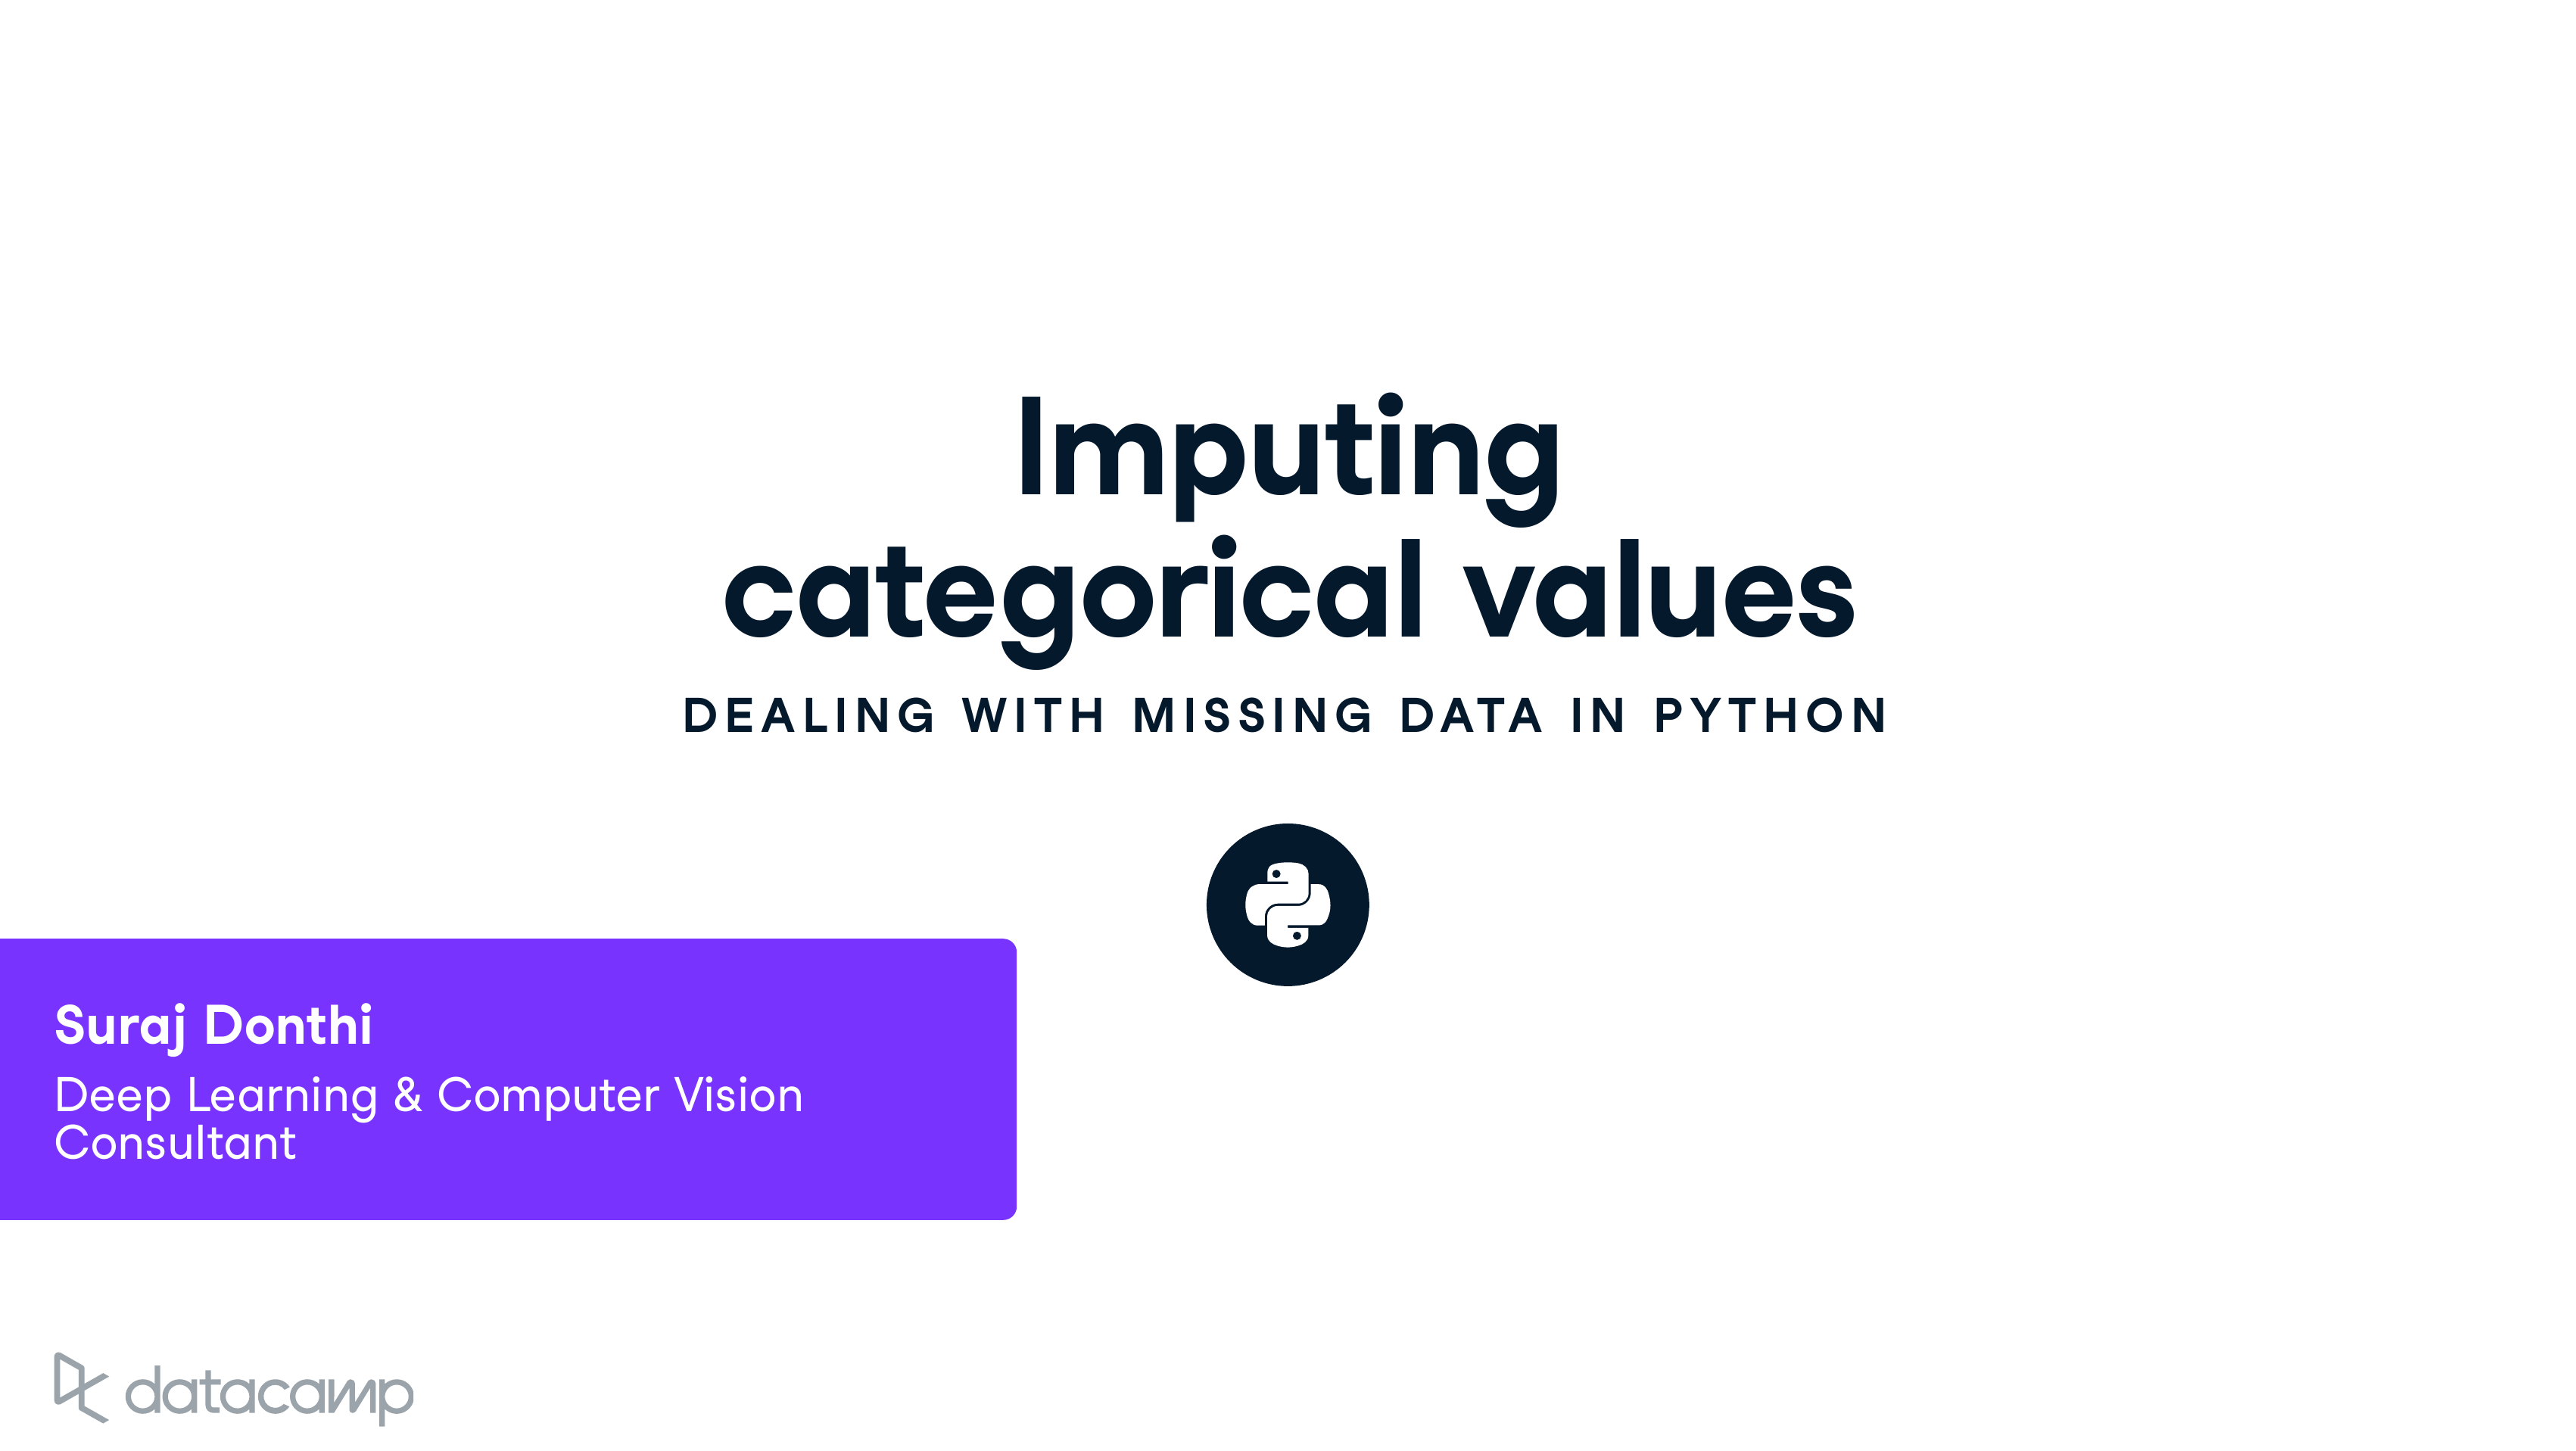 Imputing
categorical values
DEALING WITH MISSING DATA IN PYTHON
Suraj Donthi
Deep Learning & Computer Vision
Consultant
datacamp